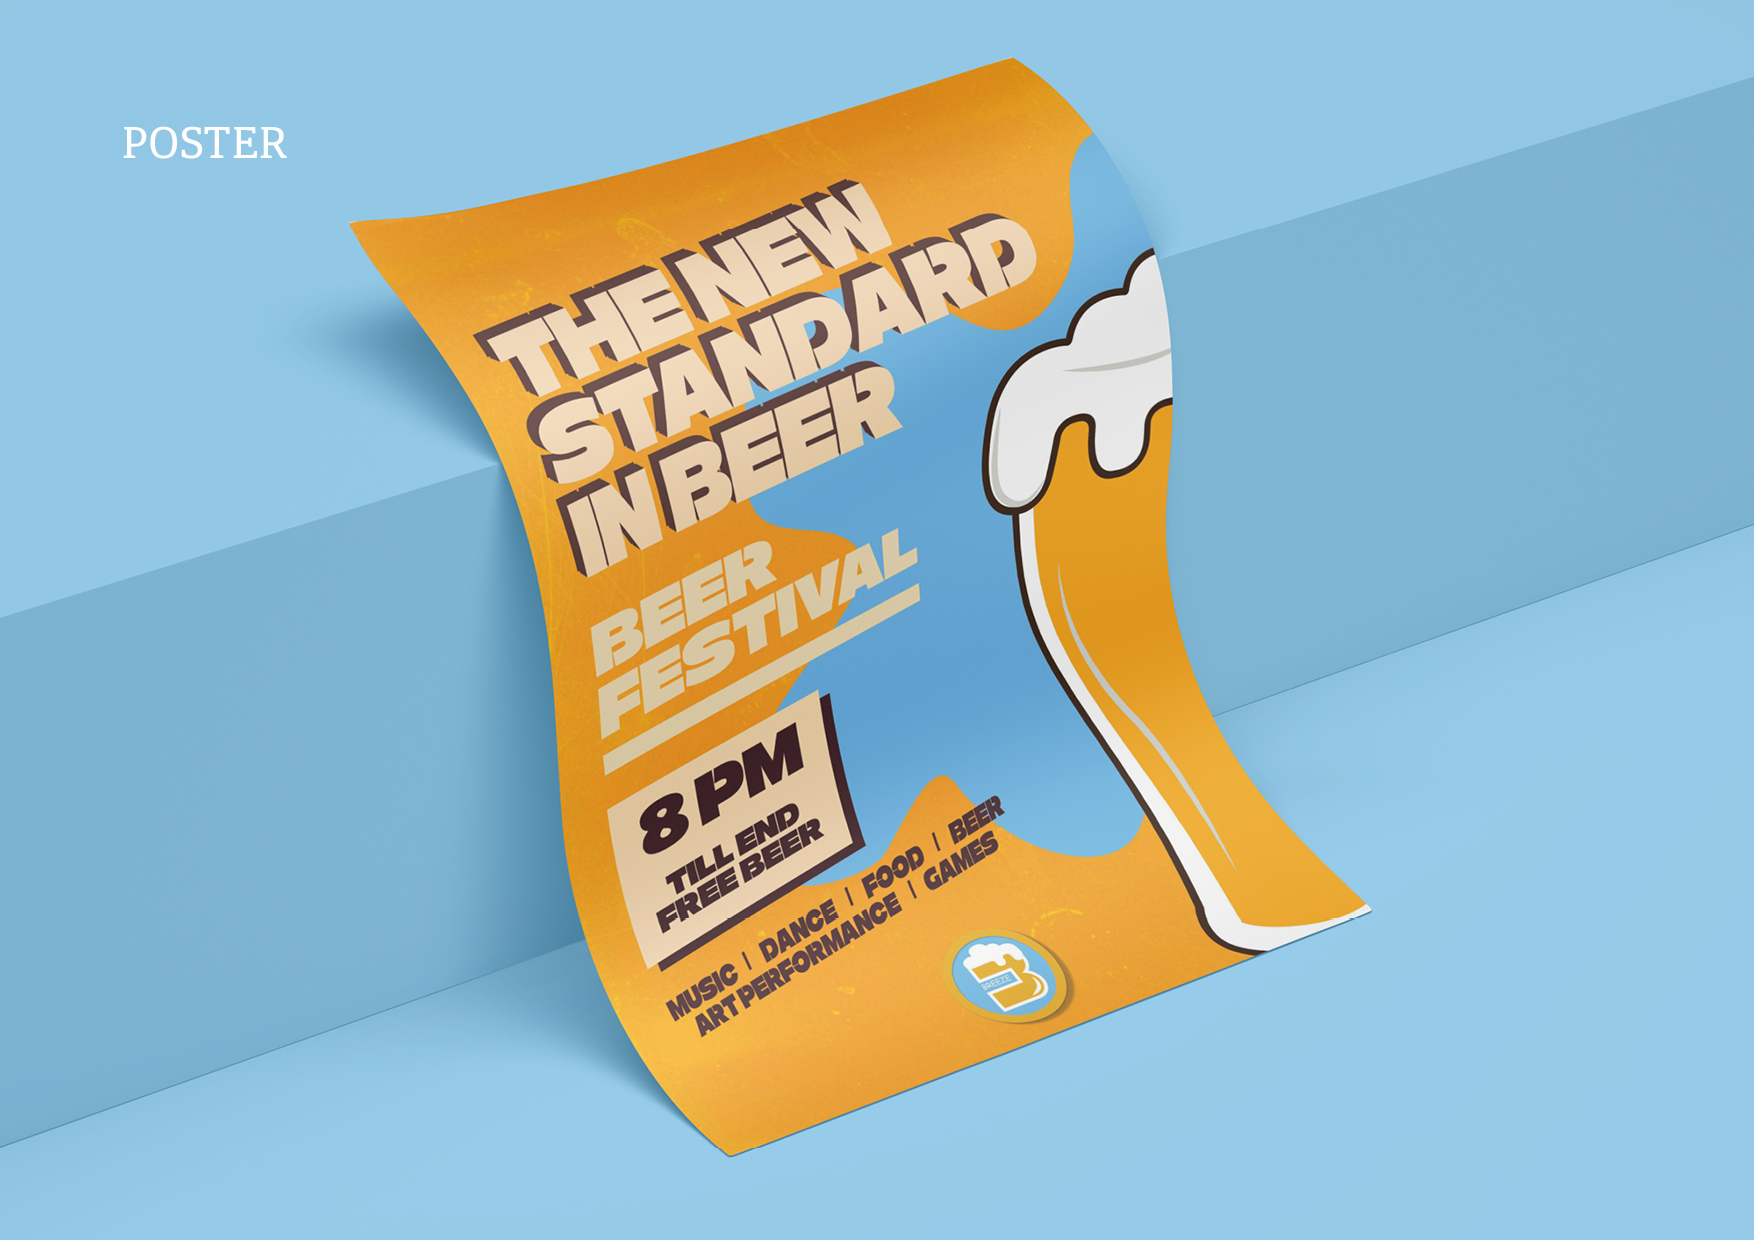 POSTER
THE NEW
STANDARD
IN BEER
BEER
FESTIVAL
8 PM
TILL END
FREE BEER
MUSIC | DANCE | FOOD | BEER
ART PERFORMANCE | GAMES
BREEZE